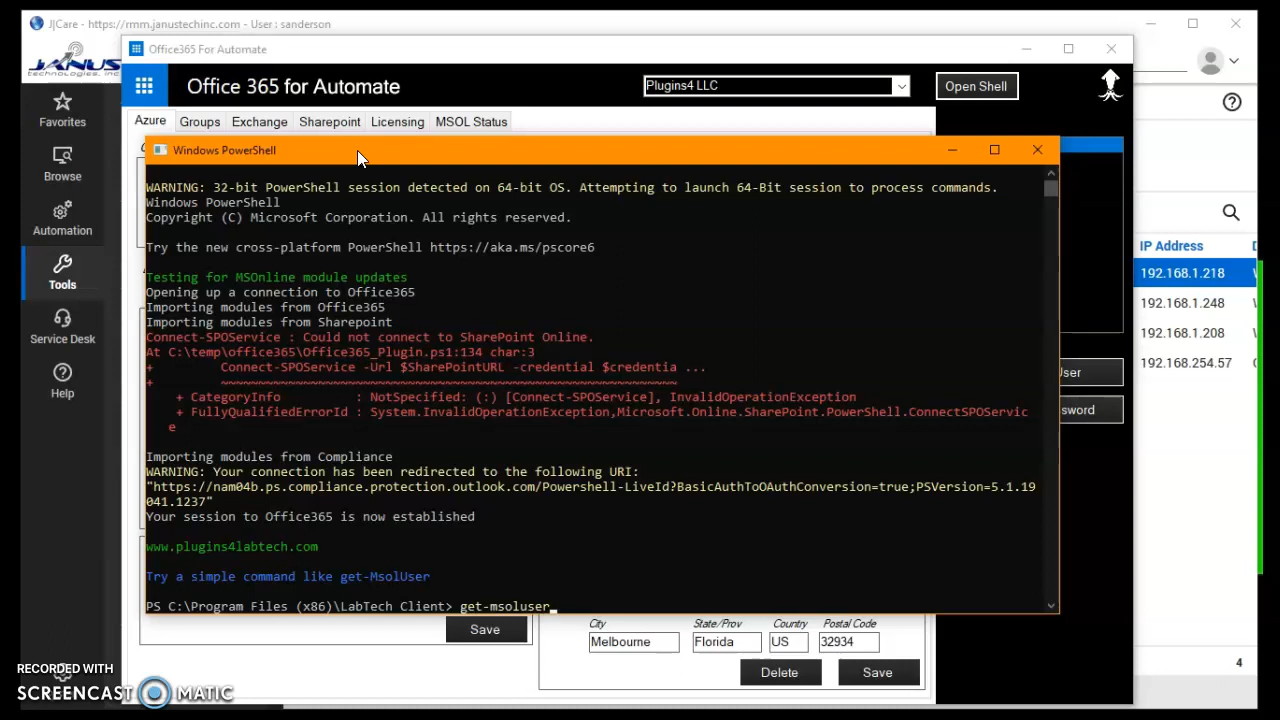 J|Care - https://rmm.janustechinc.com - User : sanderson
Office365 For Automate
JANUS
technologies, inc
Office 365 for Automate
Plugins4 LLC
Open Shell
Favorites
Azure Groups Exchange Sharepoint Licensing MSOL Status
Windows PowerShell
Browse
WARNING: 32-bit PowerShell session detected on 64-bit OS. Attempting to launch 64-Bit session to process commands.
Windows PowerShell
Copyright (C) Microsoft Corporation. All rights reserved.
Automation
Try the new cross-platform PowerShell https://aka.ms/pscore6
IP Address
Testing for MSOnline module updates
192.168.1.218
Tools
Opening up a connection to Office365
Importing modules from Office365
192.168.1.248
Importing modules from Sharepoint
Connect-SPOService : Could not connect to SharePoint Online.
192.168.1.208
Service Desk
At C:\temp\office365\Office365_Plugin.ps1:134 char:3
+ Connect-SPOService -Url $SharePointURL -credential $credentia ...
192.168.254.57
+ ~~~~~~~~~~~~~~~~~~~~~~~~~~~~~~~~~~~~~~~~~~~~~~~~~~~~~~~~~~~~~
User
Help
+ CategoryInfo : NotSpecified: (:) [Connect-SPOService], InvalidOperationException
+ FullyQualifiedErrorId : System.InvalidOperationException,Microsoft.Online.SharePoint.PowerShell.ConnectSPOServic
sword
e
Importing modules from Compliance
WARNING: Your connection has been redirected to the following URI:
"https://nam04b.ps.compliance.protection.outlook.com/Powershell-LiveId?BasicAuthToOAuthConversion=true;PSVersion=5.1.19
041.1237"
Your session to Office365 is now established
www.plugins4labtech.com
Try a simple command like get-MsolUser
PS C:\Program Files (x86)\LabTech Client> get-msoluser_
Save
City State/Prov Country Postal Code
Melbourne Florida US 32934
Delete Save
4
RECORDED WITH
SCREENCAST MATIC